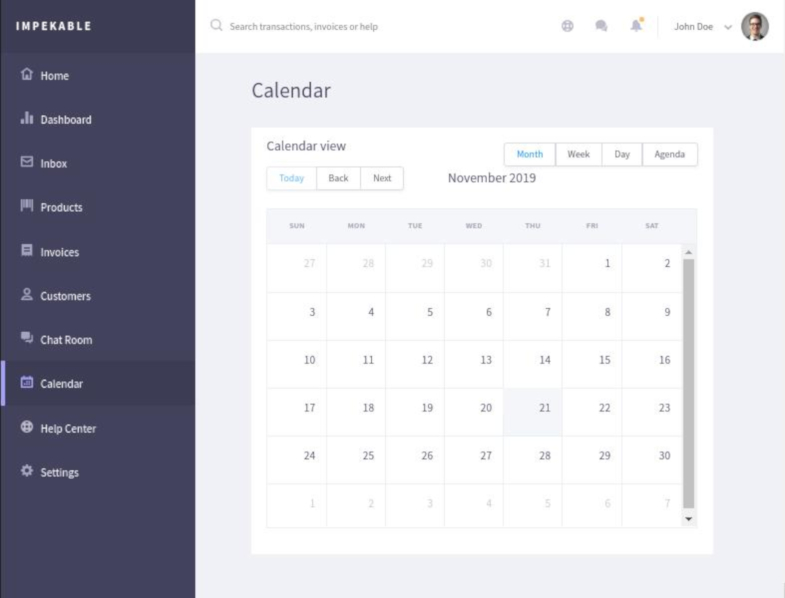 IMPEKABLE
Search transactions, invoices or help
John Doe
Home
Dashboard
Inbox
Products
Invoices
Customers
Chat Room
Calendar
Help Center
Settings
Calendar
Calendar view
Month Week Day Agenda
Today Back Next
November 2019
SUN MON TUE WED THU FRI SAT
27 28 29 30 31 1 2
3 4 5 6 7 8 9
10 11 12 13 14 15 16
17 18 19 20 21 22 23
24 25 26 27 28 29 30
1 2 3 4 5 6 7